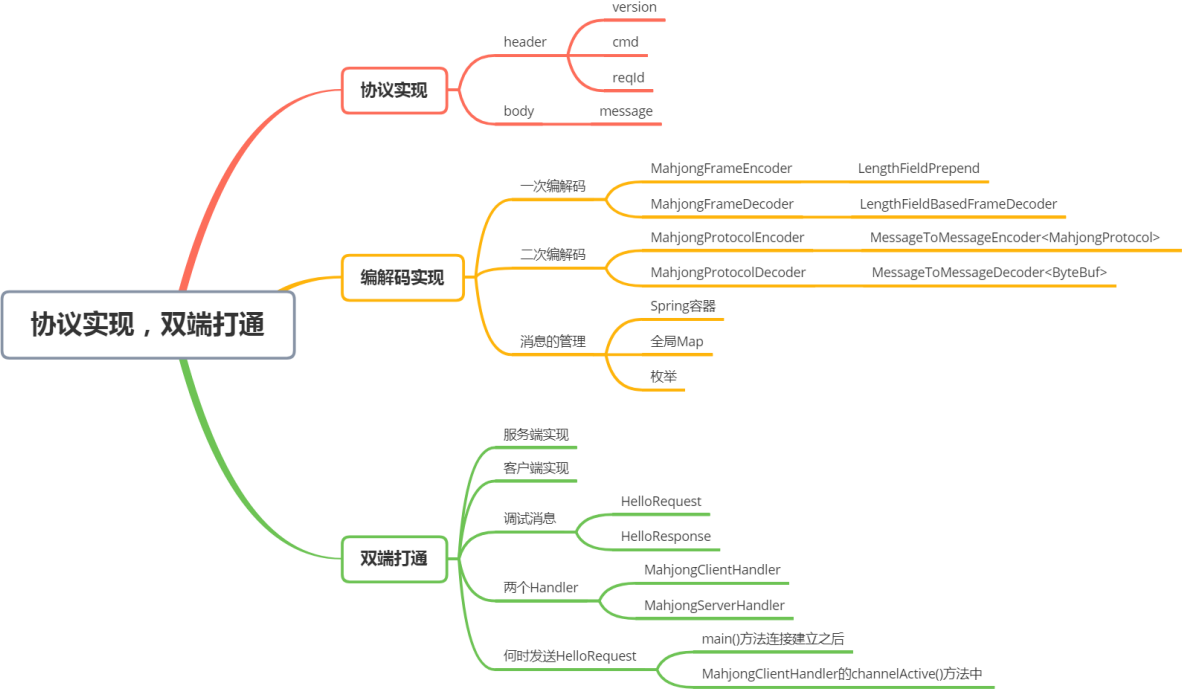 协议实现，双端打通
协议实现
header
version
cmd
reqId
body
message
编解码实现
一次编解码
MahjongFrameEncoder
LengthFieldPrepend
MahjongFrameDecoder
LengthFieldBasedFrameDecoder
二次编解码
MahjongProtocolEncoder
MessageToMessageEncoder<MahjongProtocol>
MahjongProtocolDecoder
MessageToMessageDecoder<ByteBuf>
消息的管理
Spring容器
全局Map
枚举
双端打通
服务端实现
客户端实现
调试消息
HelloRequest
HelloResponse
两个Handler
MahjongClientHandler
MahjongServerHandler
何时发送HelloRequest
main()方法连接建立之后
MahjongClientHandler的channelActive()方法中